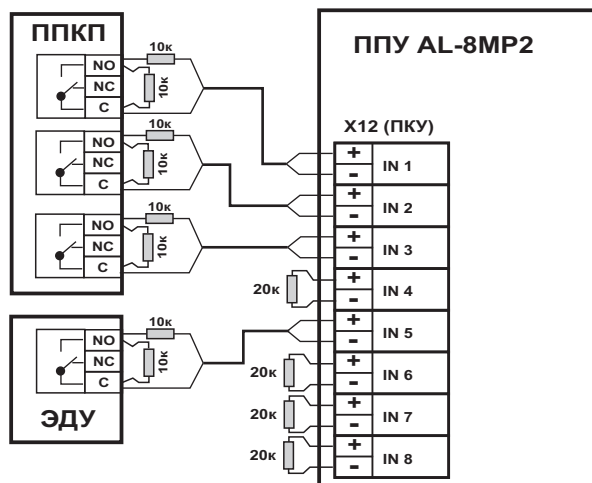 ППКП
NO
NC
C
10к
10к
NO
NC
C
10к
10к
NO
NC
C
10к
10к
ЭДУ
NO
NC
C
10к
10к
ППУ AL-8MP2
X12 (ПКУ)
+
-
IN 1
+
-
IN 2
+
-
IN 3
20к
+
-
IN 4
+
-
IN 5
20к
+
-
IN 6
20к
+
-
IN 7
20к
+
-
IN 8